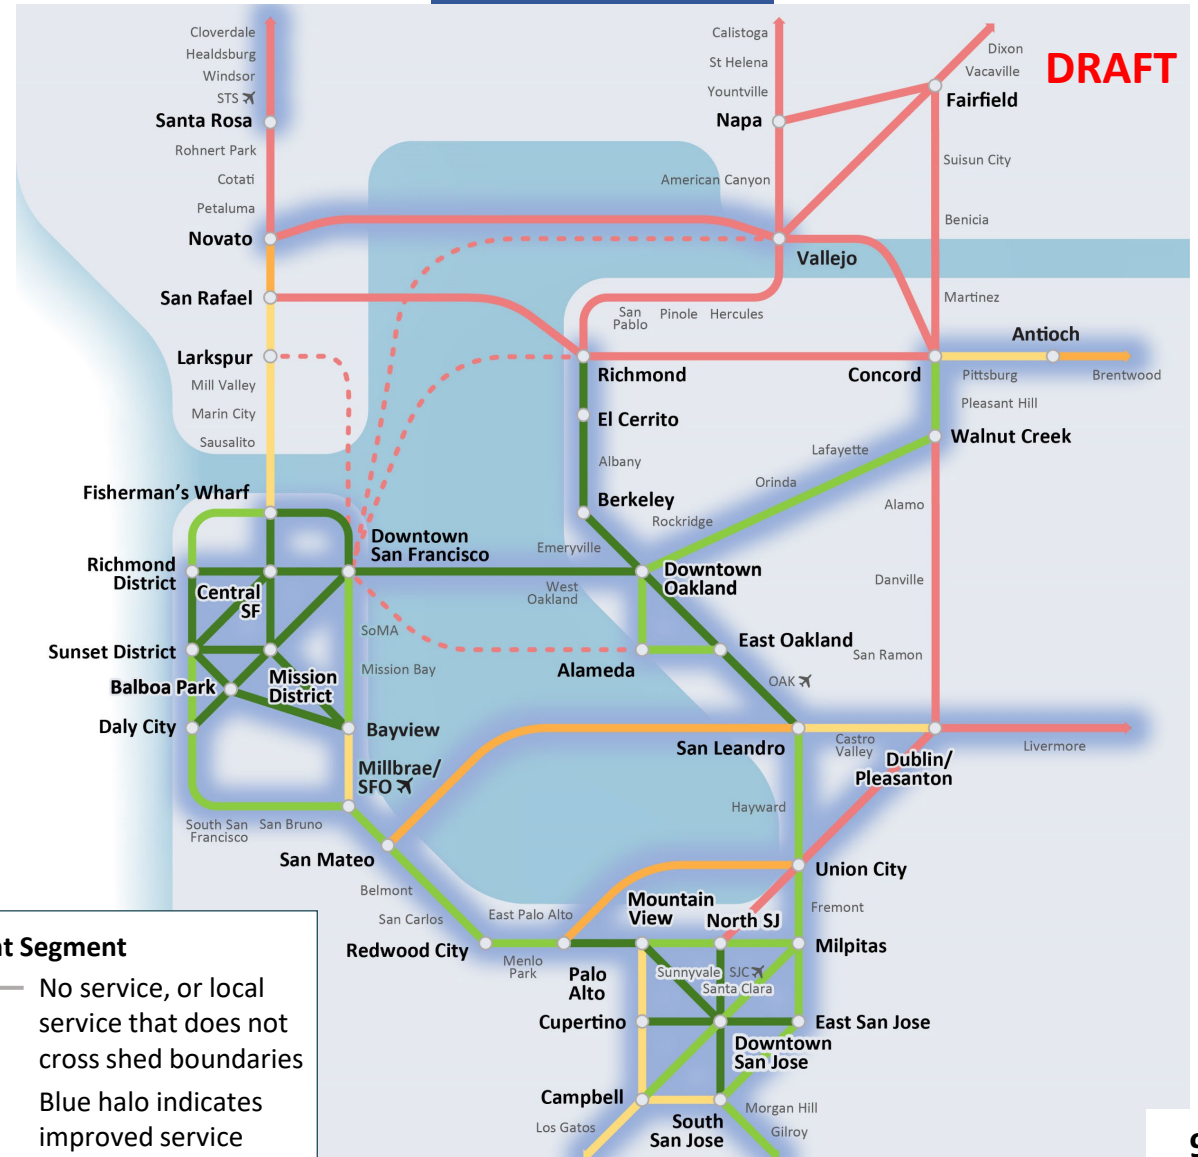 Cloverdale
Healdsburg
Windsor
STS
Santa Rosa
Rohnert Park
Cotati
Petaluma
Novato
San Rafael
Larkspur
Mill Valley
Marin City
Sausalito
Calistoga
St Helena
Yountville
Napa
American Canyon
Dixon
Vacaville
DRAFT
Fairfield
Suisun City
Benicia
Vallejo
Martinez
San
Pablo
Pinole
Hercules
Antioch
Richmond
Concord
Pittsburg
Brentwood
Pleasant Hill
El Cerrito
Walnut Creek
Lafayette
Albany
Orinda
Alamo
Berkeley
Rockridge
Emeryville
Fisherman's Wharf
Downtown
San Francisco
Richmond
District
Central
SF
West
Oakland
Downtown
Oakland
Danville
SoMA
Sunset District
East Oakland
San Ramon
Alameda
Mission Bay
Balboa Park
Mission
District
OAK
Daly City
Bayview
San Leandro
Castro
Valley
Dublin/
Pleasanton
Livermore
Millbrae/
SFO
Hayward
South San
Francisco
San Bruno
San Mateo
Union City
Belmont
San Carlos
East Palo Alto
Mountain
View
North SJ
Fremont
Redwood City
Menlo
Park
Palo
Alto
Sunnyvale
SJC
Santa Clara
Milpitas
Cupertino
East San Jose
Downtown
San Jose
Campbell
Los Gatos
South
San Jose
Morgan Hill
Gilroy
t Segment
No service, or local
service that does not
cross shed boundaries
Blue halo indicates
improved service